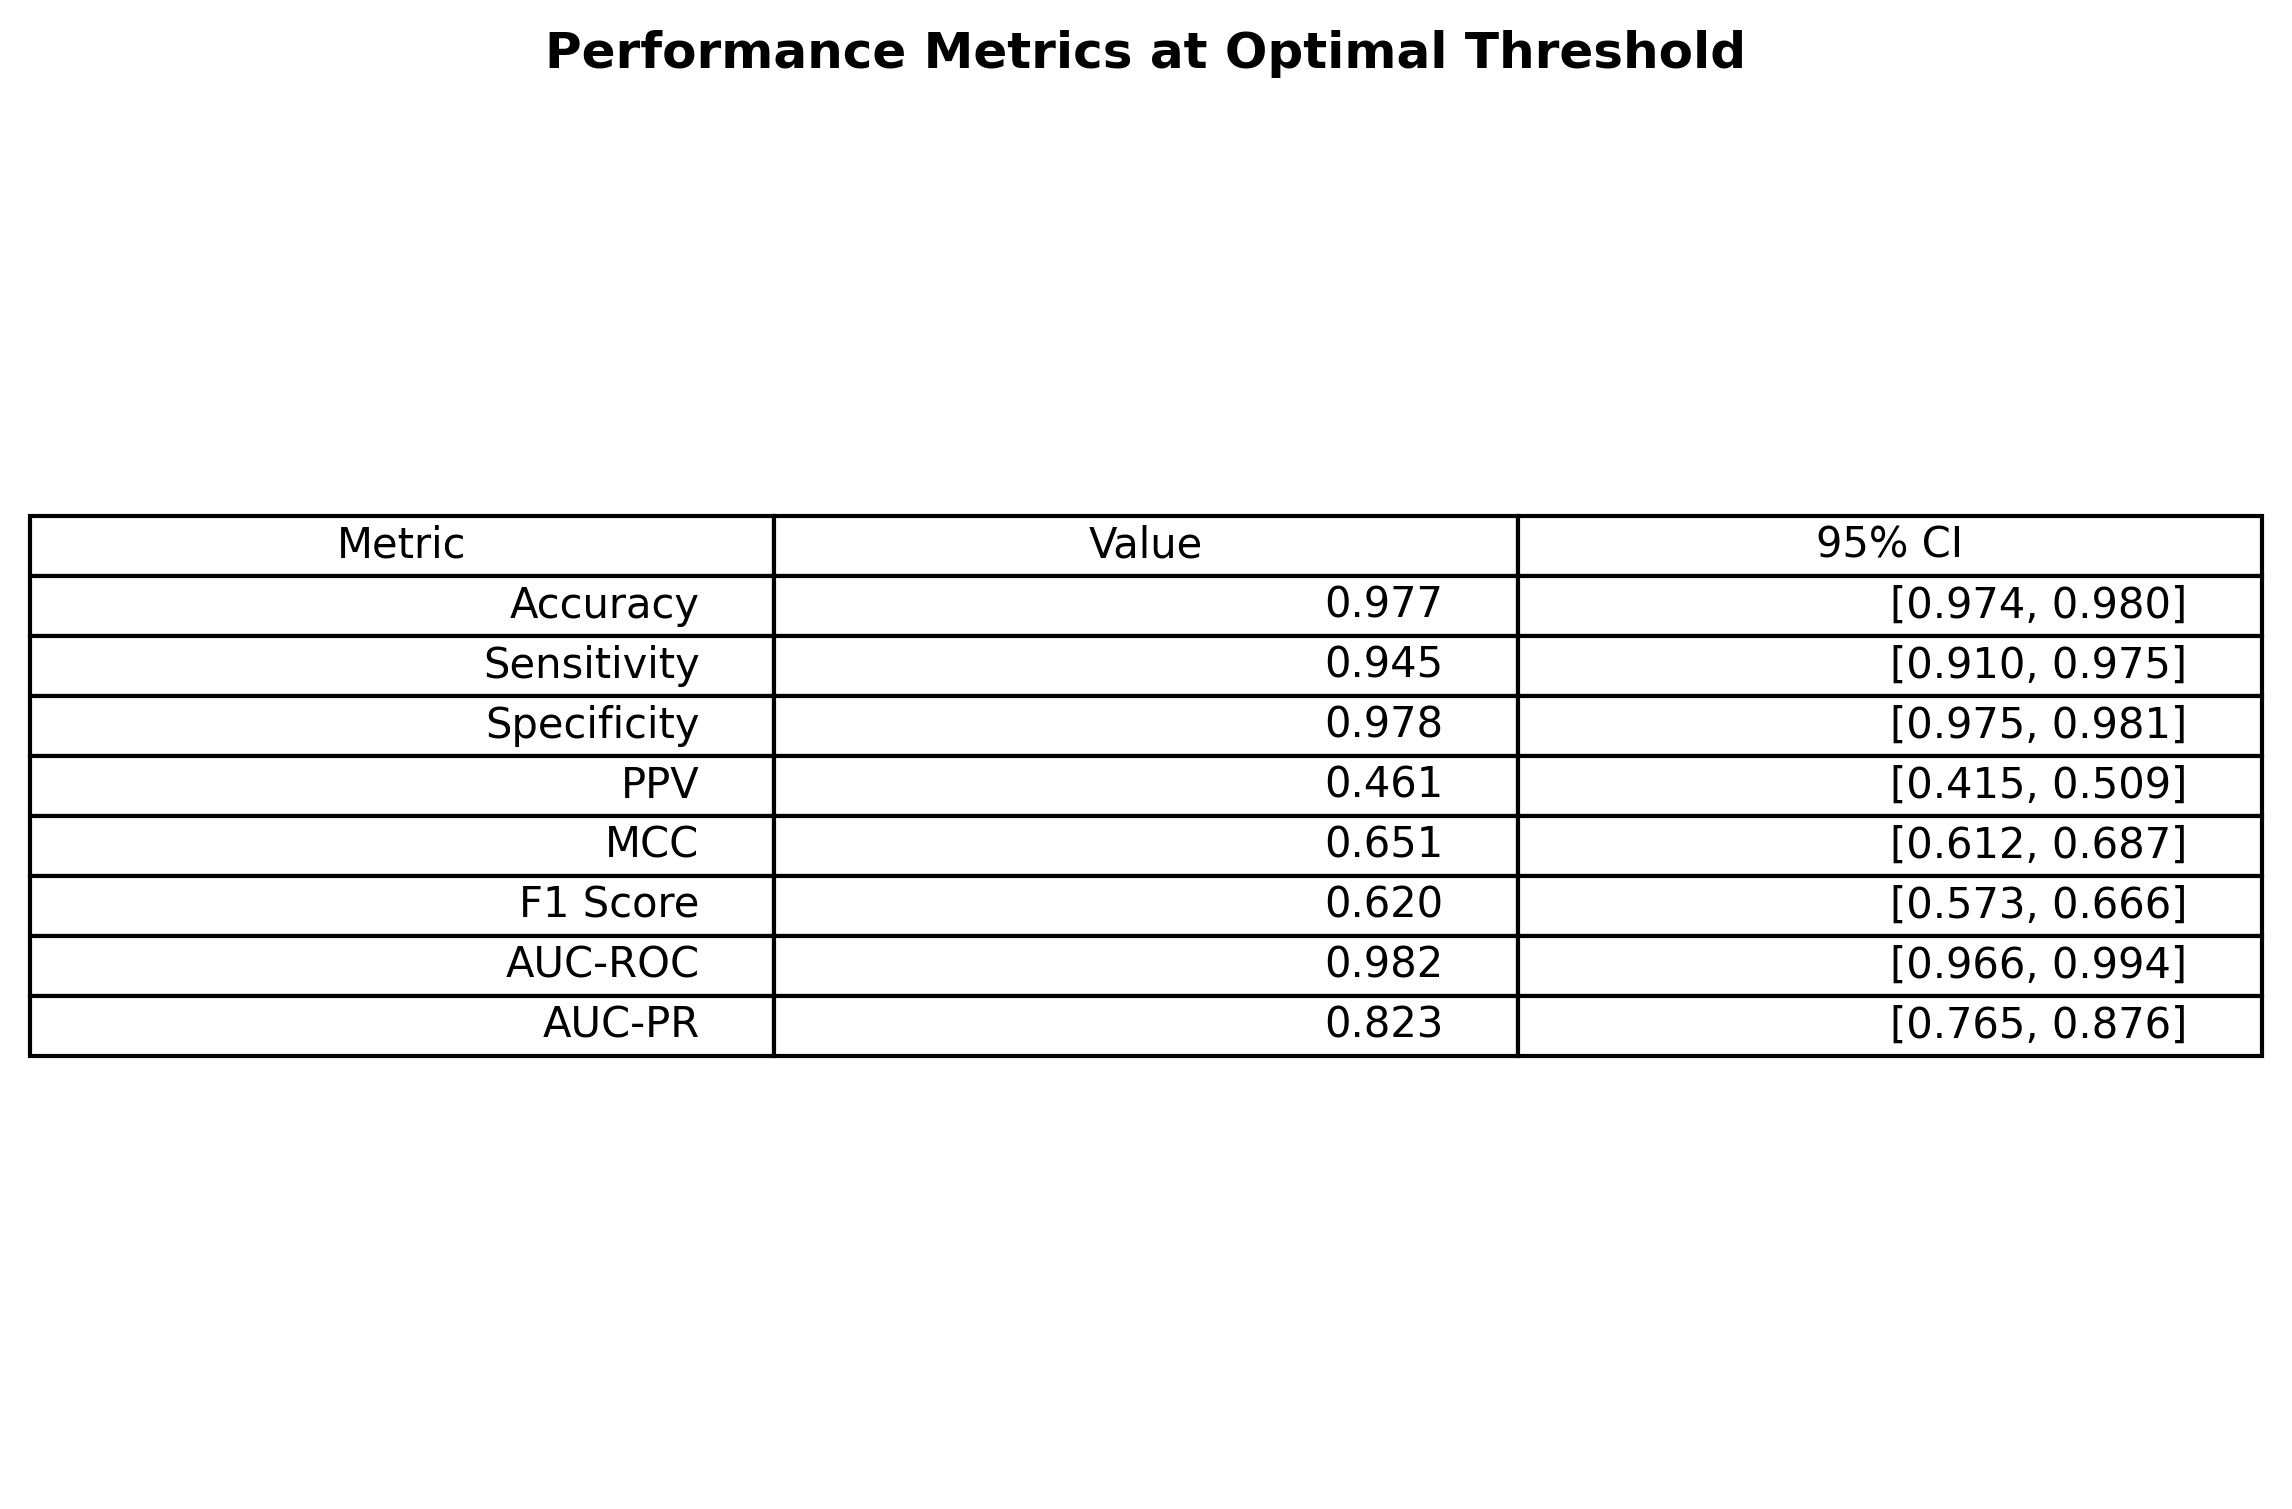 Performance Metrics at Optimal Threshold
Metric Value 95% CI
Accuracy 0.977 [0.974, 0.980]
Sensitivity 0.945 [0.910, 0.975]
Specificity 0.978 [0.975, 0.981]
PPV 0.461 [0.415, 0.509]
MCC 0.651 [0.612, 0.687]
F1 Score 0.620 [0.573, 0.666]
AUC-ROC 0.982 [0.966, 0.994]
AUC-PR 0.823 [0.765, 0.876]